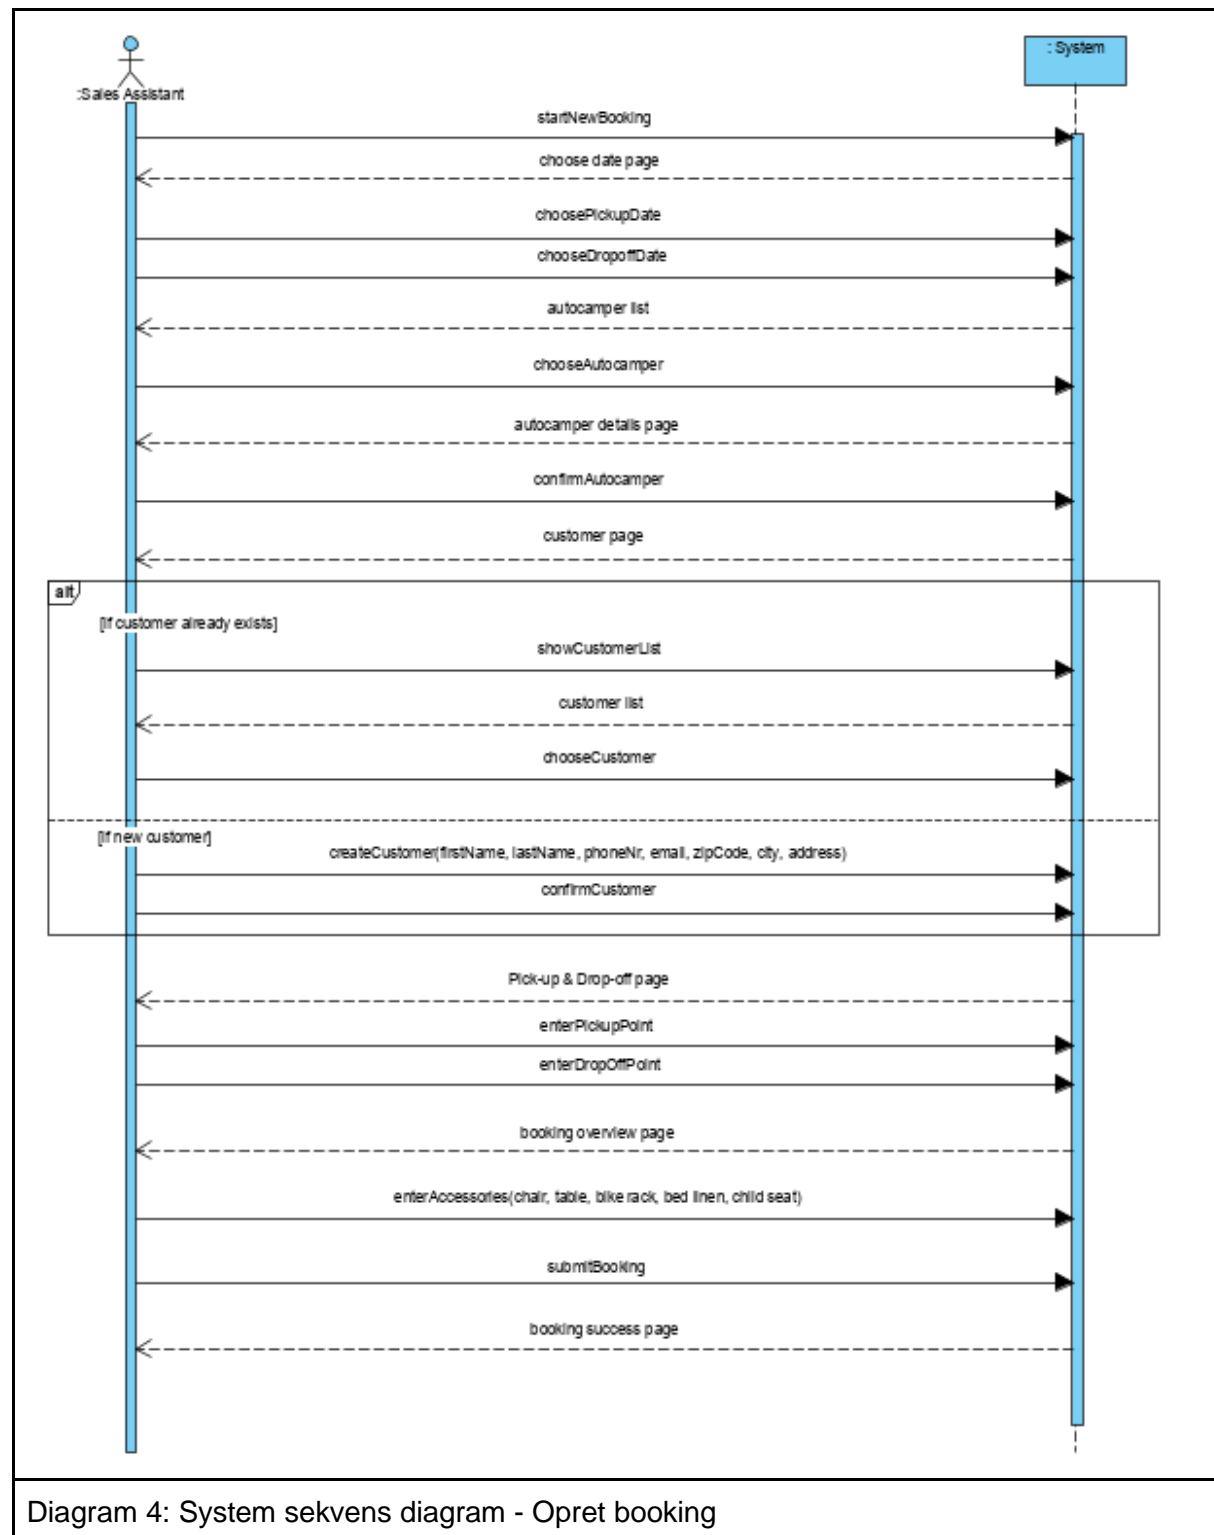 : System
:Sales Assistant
startNewBooking
choose date page
choosePickupDate
chooseDropoffDate
autocamper list
chooseAutocamper
autocamper details page
confirmAutocamper
customer page
alt
[if customer already exists]
showCustomerList
customer list
chooseCustomer
[if new customer]
createCustomer(firstName, lastName, phoneNr, email, zipCode, city, address)
confirmCustomer
Pick-up & Drop-off page
enterPickupPoint
enterDropOffPoint
booking overview page
enterAccessories(chair, table, bike rack, bed linen, child seat)
submitBooking
booking success page
Diagram 4: System sekvens diagram - Opret booking